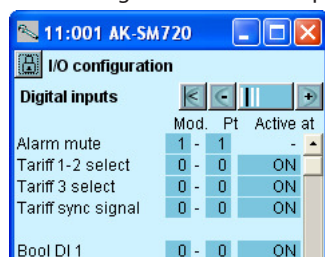 11:001 AK-SM720
I/O configuration
Digital inputs
Mod. Pt Active at
Alarm mute 1 - 1 -
Tariff 1-2 select 0 - 0 ON
Tariff 3 select 0 - 0 ON
Tariff sync signal 0 - 0 ON
Bool DI 1 0 - 0 ON